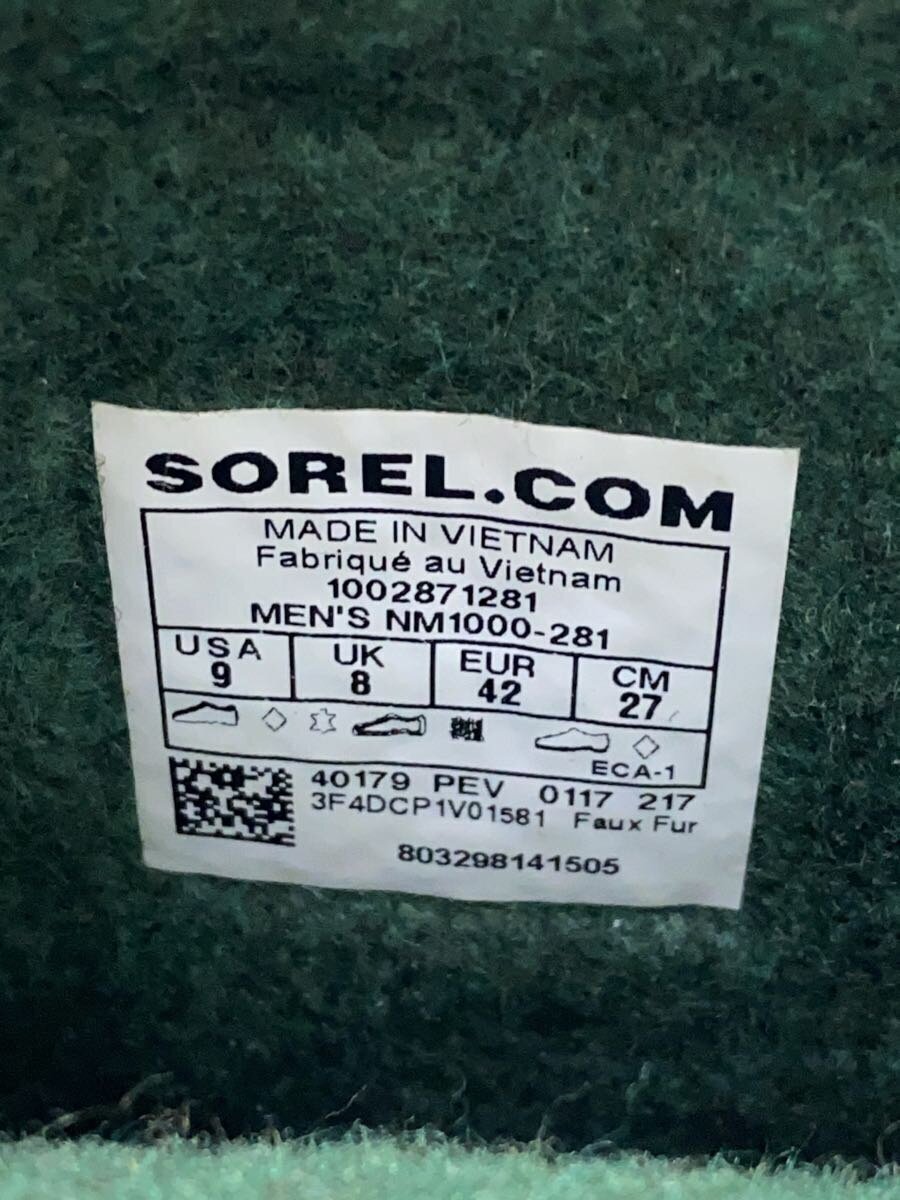 SOREL.COM
MADE IN VIETNAM
Fabriqué au Vietnam
1002871281
MEN'S NM1000-281
USA UK EUR CM
9 8 42 27
ECA-1
40179 PEV 0117 217
3F4DCP1V01581 Faux Fur
803298141505